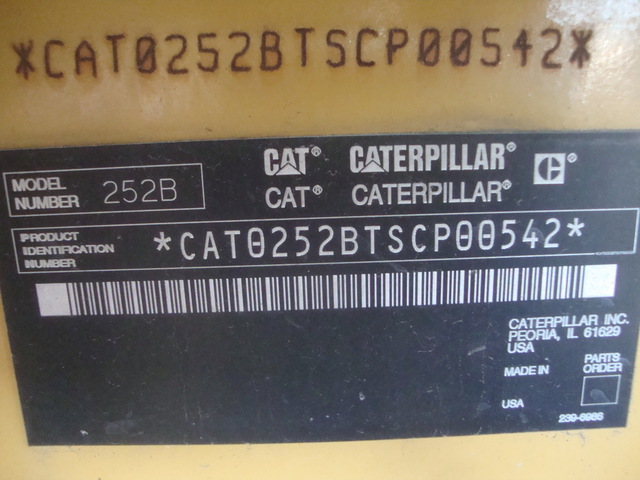 *CAT0252BTSCP00542*
CAT® CATERPILLAR®
CAT® CATERPILLAR®
MODEL
NUMBER 252B
PRODUCT
IDENTIFICATION
NUMBER *CAT0252BTSCP00542*
CATERPILLAR INC.
PEORIA, IL 61629
USA
MADE IN
USA
PARTS
ORDER
239-6986